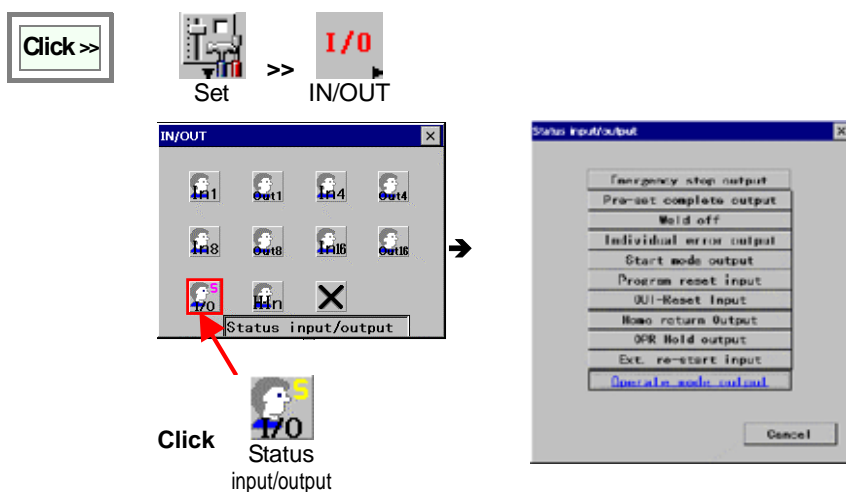 Click >>
Set >> IN/OUT
I/O
IN/OUT
In1 Out1 In4 Out4
In8 Out8 In16 Out16
S I/O HIn
Status input/output
Click
S I/O
Status
input/output
Status input/output
Emergency stop output
Pre-set complete output
Weld off
Individual error output
Start mode output
Program reset input
OUT-Reset Input
Home return Output
OPR Hold output
Ext. re-start input
Operate mode output
Cancel